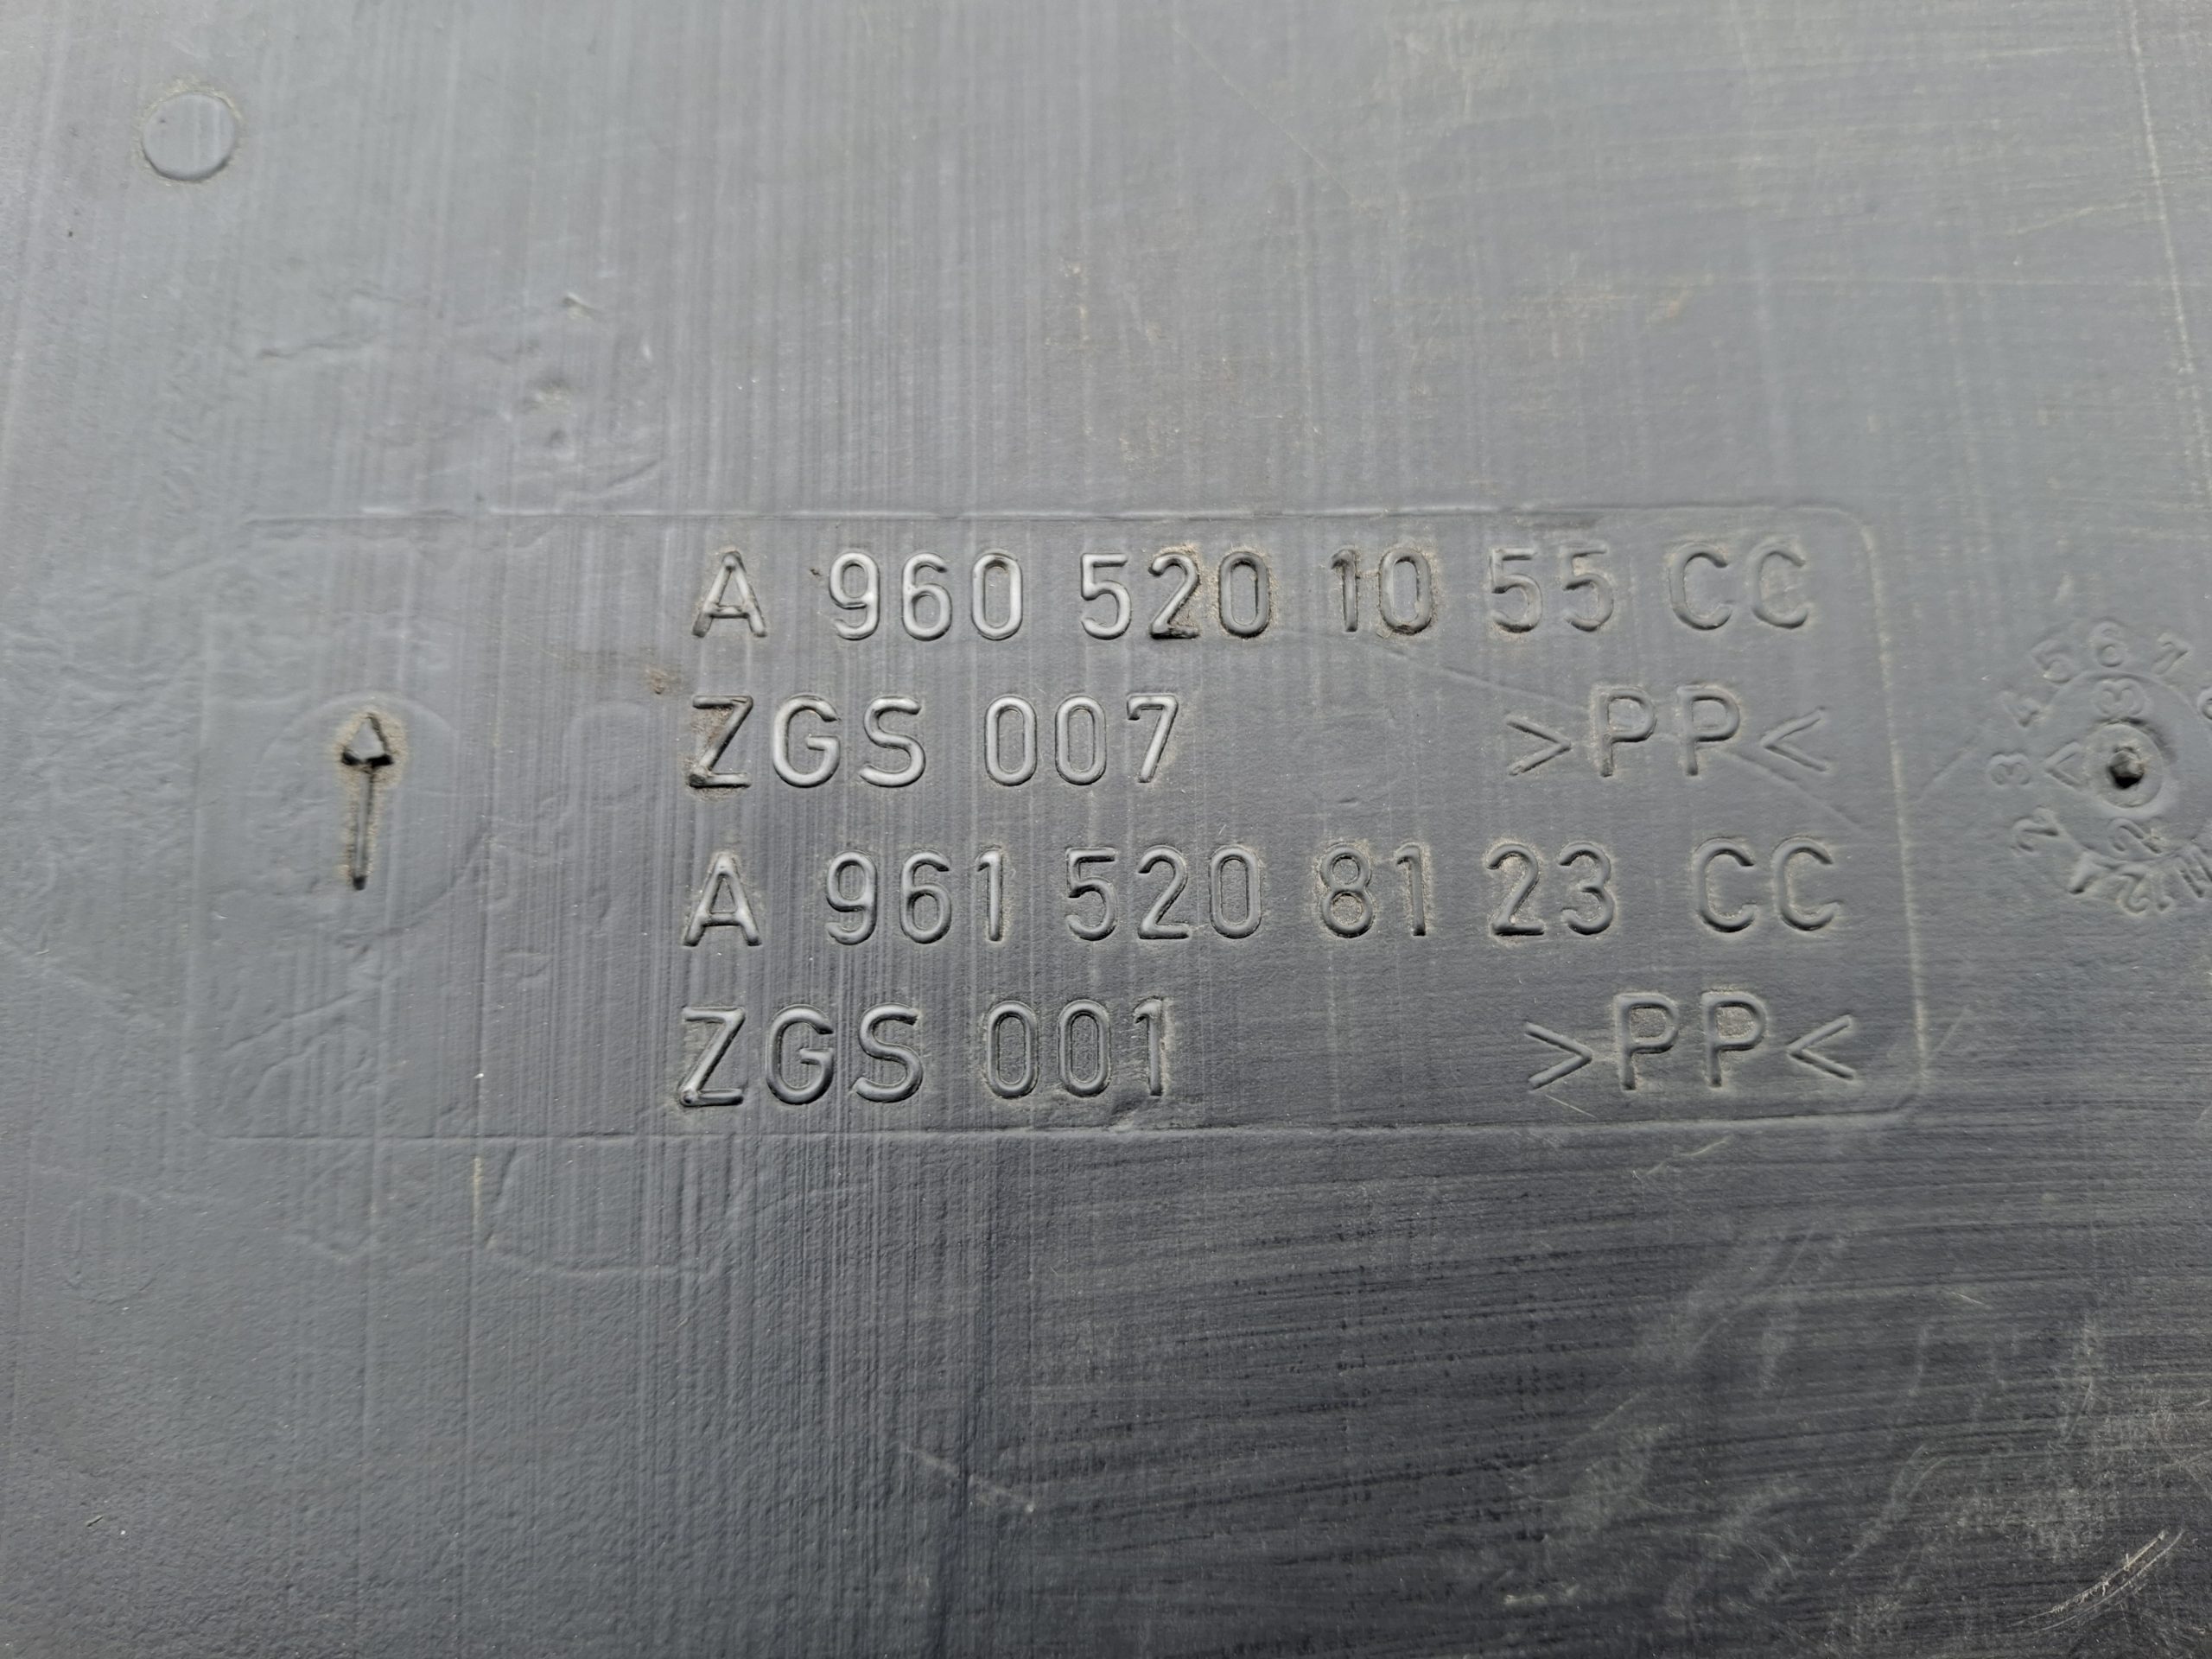 A 960 520 10 55 CC
ZGS 007 >PP<
A 961 520 81 23 CC
ZGS 001 >PP<